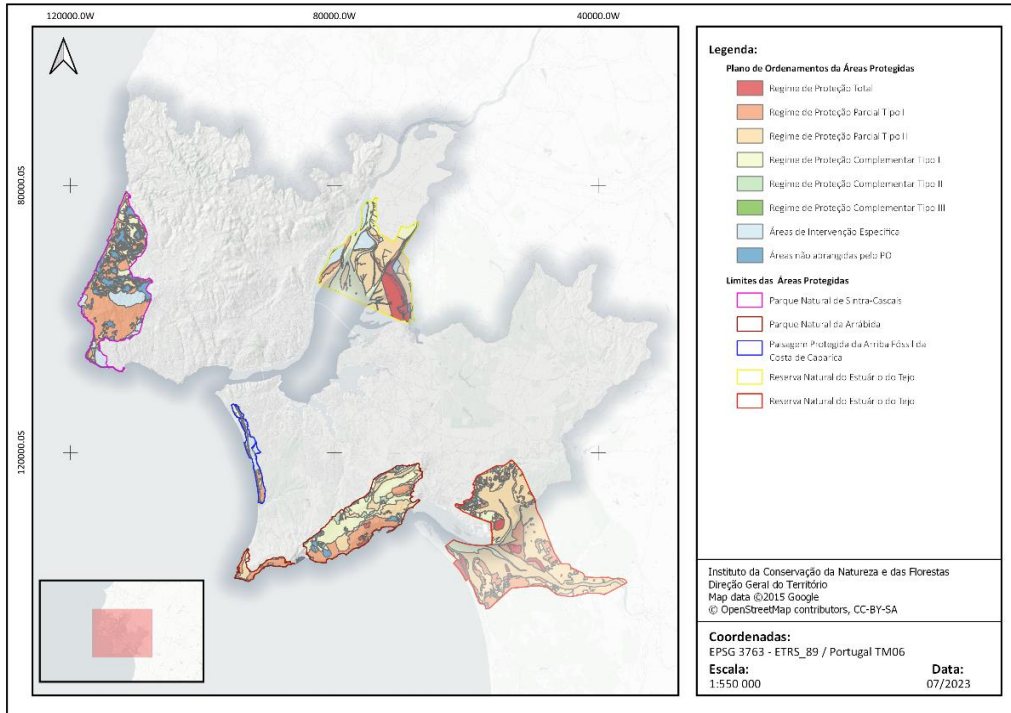 120000.0W
80000.0W
40000.0W
80000.0S
120000.0S
Legenda:
Plano de Ordenamentos da Áreas Protegidas
Regime de Proteção Total
Regime de Proteção Parcial Tipo I
Regime de Proteção Parcial Tipo II
Regime de Proteção Complementar Tipo I
Regime de Proteção Complementar Tipo II
Regime de Proteção Complementar Tipo III
Áreas de Intervenção Especifica
Áreas não abrangidas pelo PO
Limites das Áreas Protegidas
Parque Natural de Sintra-Cascais
Parque Natural da Arrábida
Paisagem Protegida da Arriba Fóssil da
Costa de Caparica
Reserva Natural do Estuário do Tejo
Reserva Natural do Estuário do Tejo
Instituto da Conservação da Natureza e das Florestas
Direção Geral do Território
Map data ©2015 Google
© OpenStreetMap contributors, CC-BY-SA
Coordenadas:
EPSG 3763 - ETRS_89 / Portugal TM06
Escala:
Data:
1:550 000
07/2023